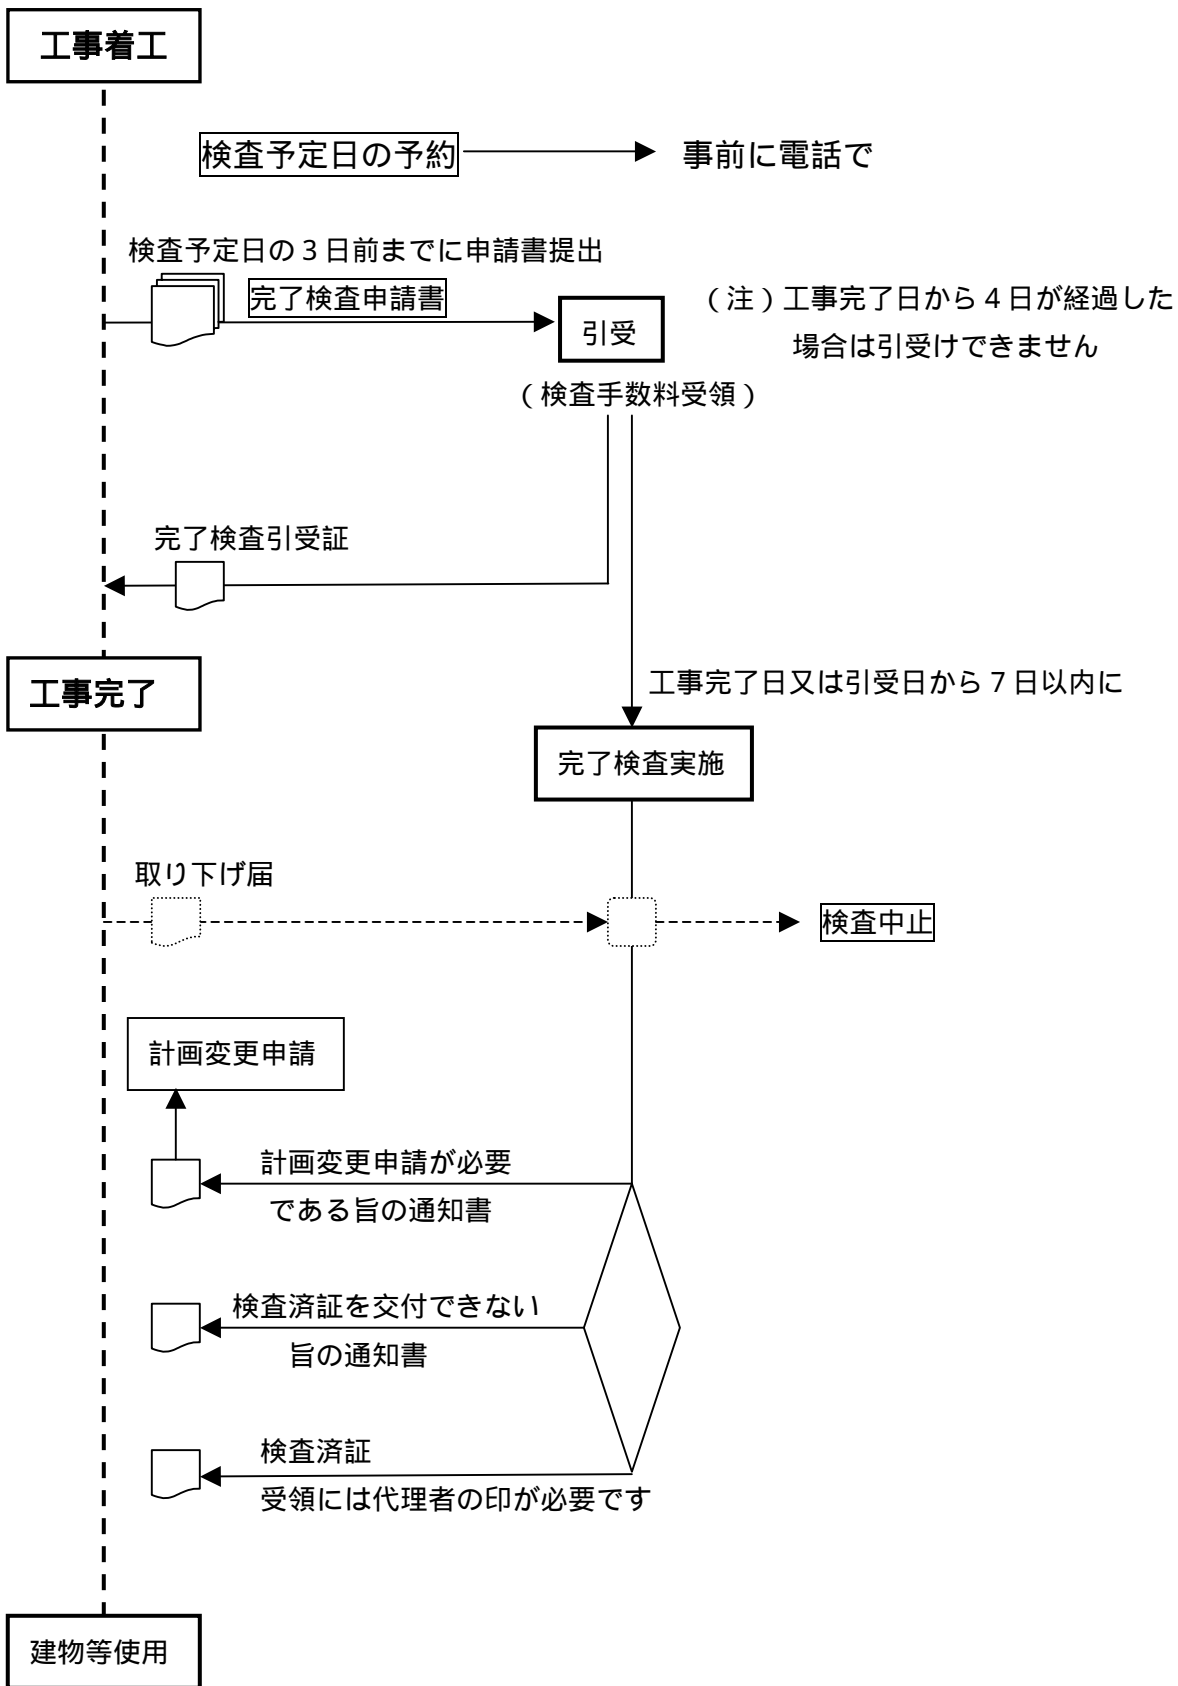 工事着工
検査予定日の予約
事前に電話で
検査予定日の３日前までに申請書提出
完了検査申請書
引受
（注）工事完了日から４日が経過した
場合は引受けできません
（検査手数料受領）
完了検査引受証
工事完了
工事完了日又は引受日から７日以内に
完了検査実施
取り下げ届
検査中止
計画変更申請
計画変更申請が必要
である旨の通知書
検査済証を交付できない
旨の通知書
検査済証
受領には代理者の印が必要です
建物等使用